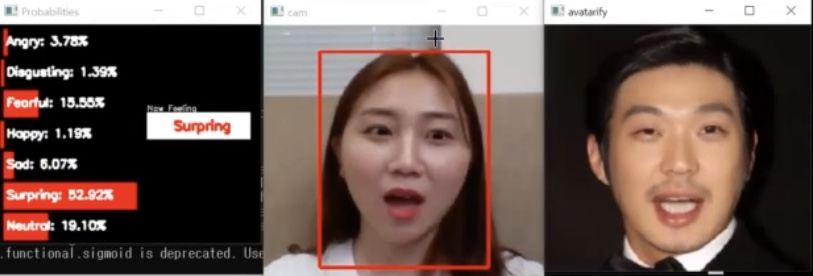 Probabilities
Angry: 3.78%
Disgusting: 1.39%
Fearful: 15.55%
Happy: 1.19%
Sad: 6.07%
Surpring: 52.92%
Neutral: 19.10%
Now Feeling
Surpring
.functional.sigmoid is deprecated. Use
cam
avatarify